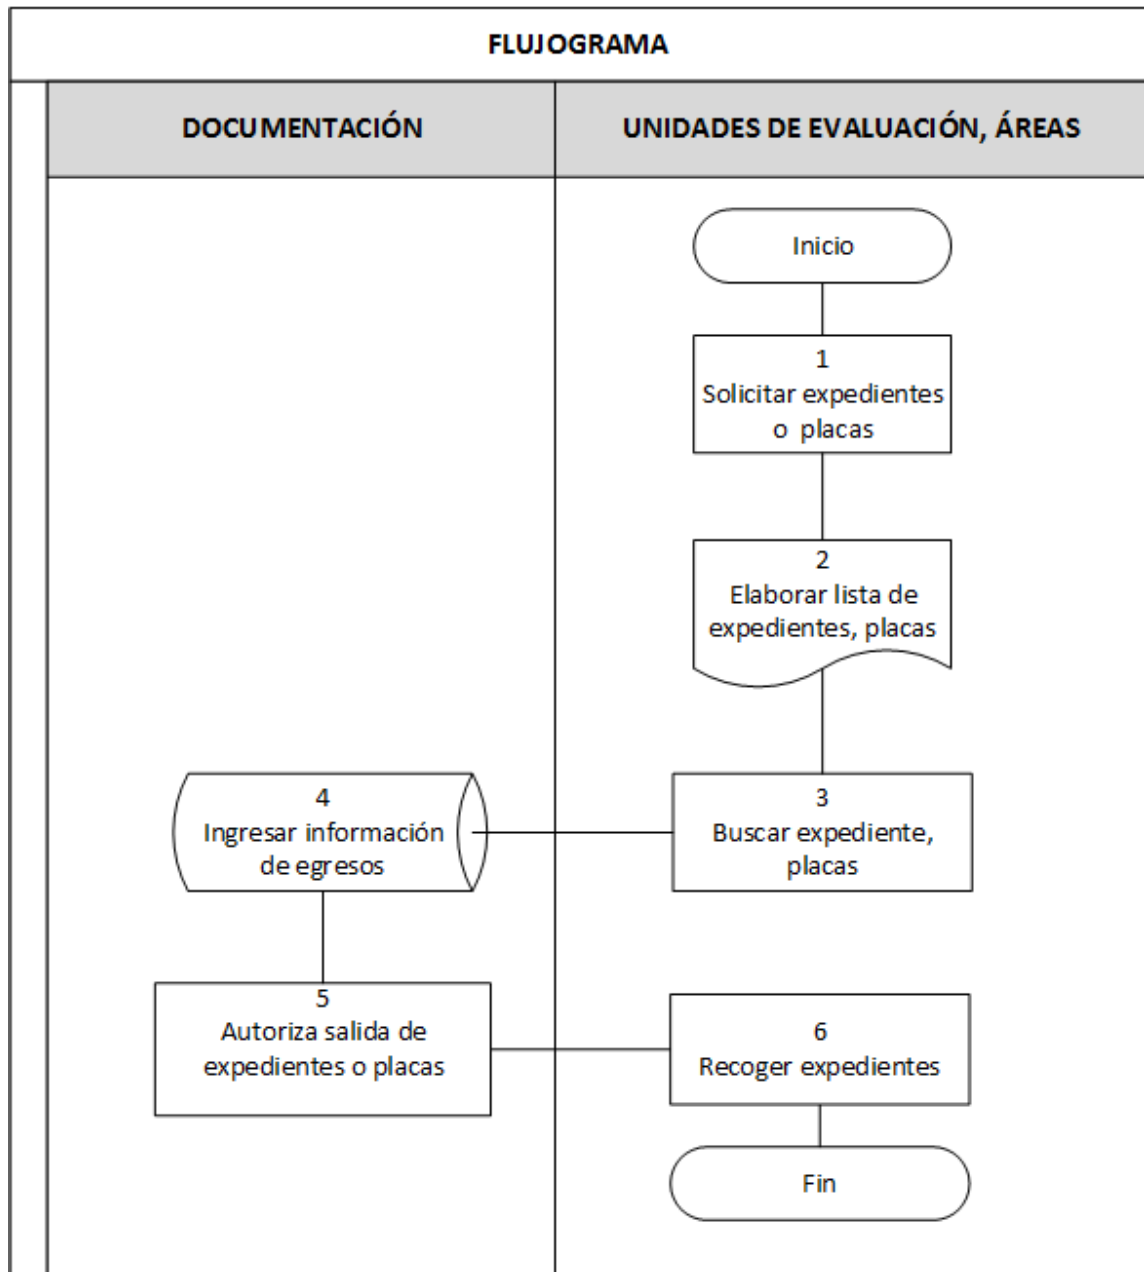 FLUJOGRAMA
DOCUMENTACIÓN
UNIDADES DE EVALUACIÓN, ÁREAS
Inicio
1
Solicitar expedientes
o placas
2
Elaborar lista de
expedientes, placas
3
Buscar expediente,
placas
4
Ingresar información
de egresos
5
Autoriza salida de
expedientes o placas
6
Recoger expedientes
Fin